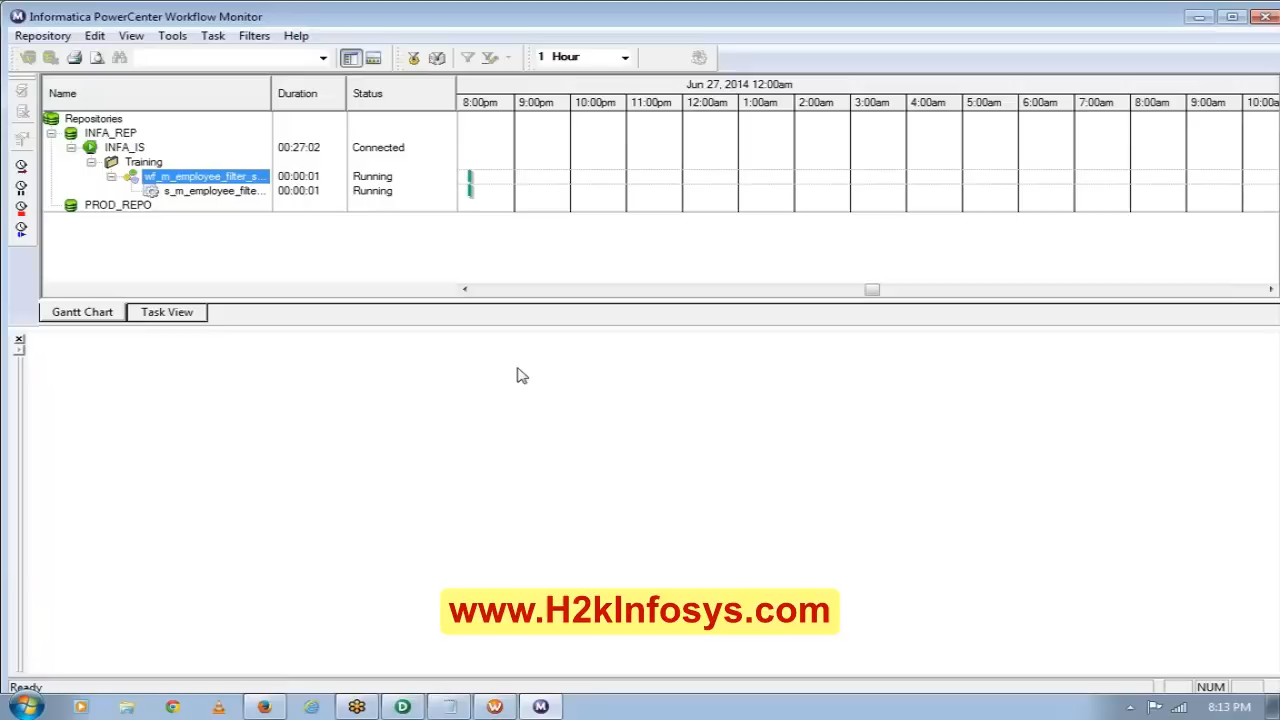 Informatica PowerCenter Workflow Monitor
Repository Edit View Tools Task Filters Help
1 Hour
Name Duration Status Jun 27, 2014 12:00am
8:00pm 9:00pm 10:00pm 11:00pm 12:00am 1:00am 2:00am 3:00am 4:00am 5:00am 6:00am 7:00am 8:00am 9:00am 10:00a
Repositories
INFA_REP
INFA_IS 00:27:02 Connected
Training
wf_m_employee_filter_s... 00:00:01 Running
s_m_employee_filte... 00:00:01 Running
PROD_REPO
Gantt Chart Task View
www.H2kInfosys.com
Ready NUM
D W M 8:13 PM